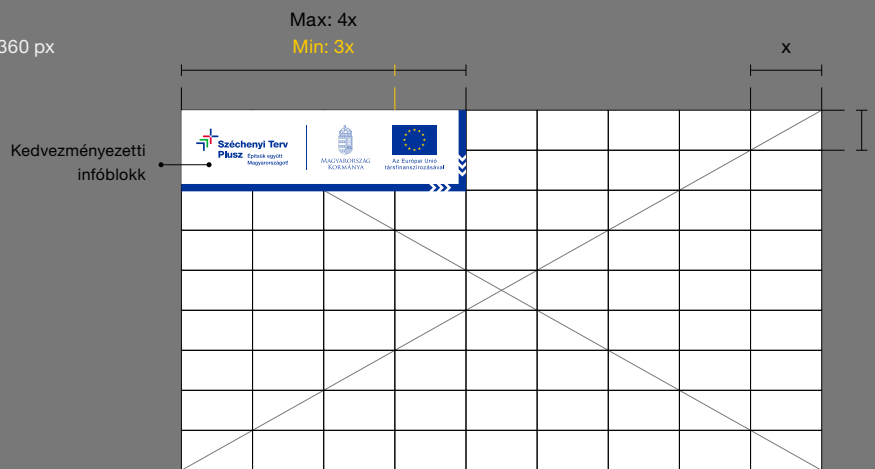 Max: 4x
360 px
Min: 3x
x
Kedvezményezetti
infóblokk
Széchenyi Terv
Plusz
Építsük együtt
Magyarországot!
MAGYARORSZÁG
KORMÁNYA
Az Európai Unió
társfinanszírozásával